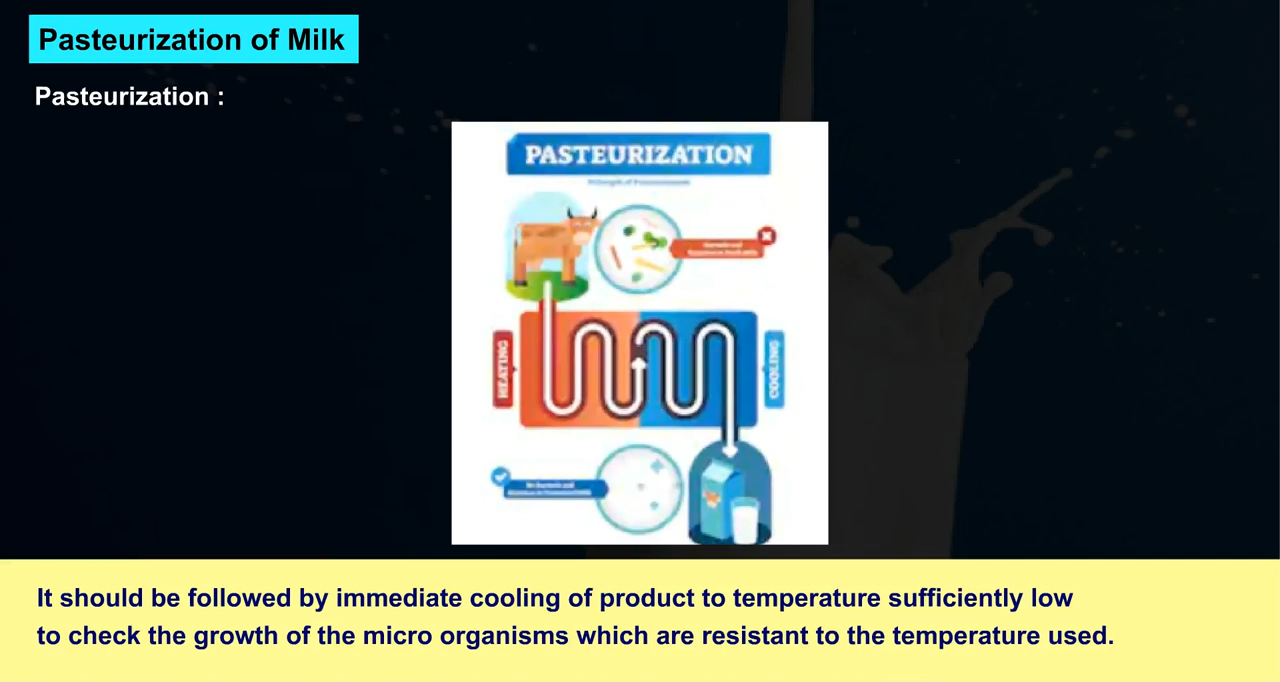 Pasteurization of Milk
Pasteurization :
PASTEURIZATION
HEATING
COOLING
It should be followed by immediate cooling of product to temperature sufficiently low
to check the growth of the micro organisms which are resistant to the temperature used.